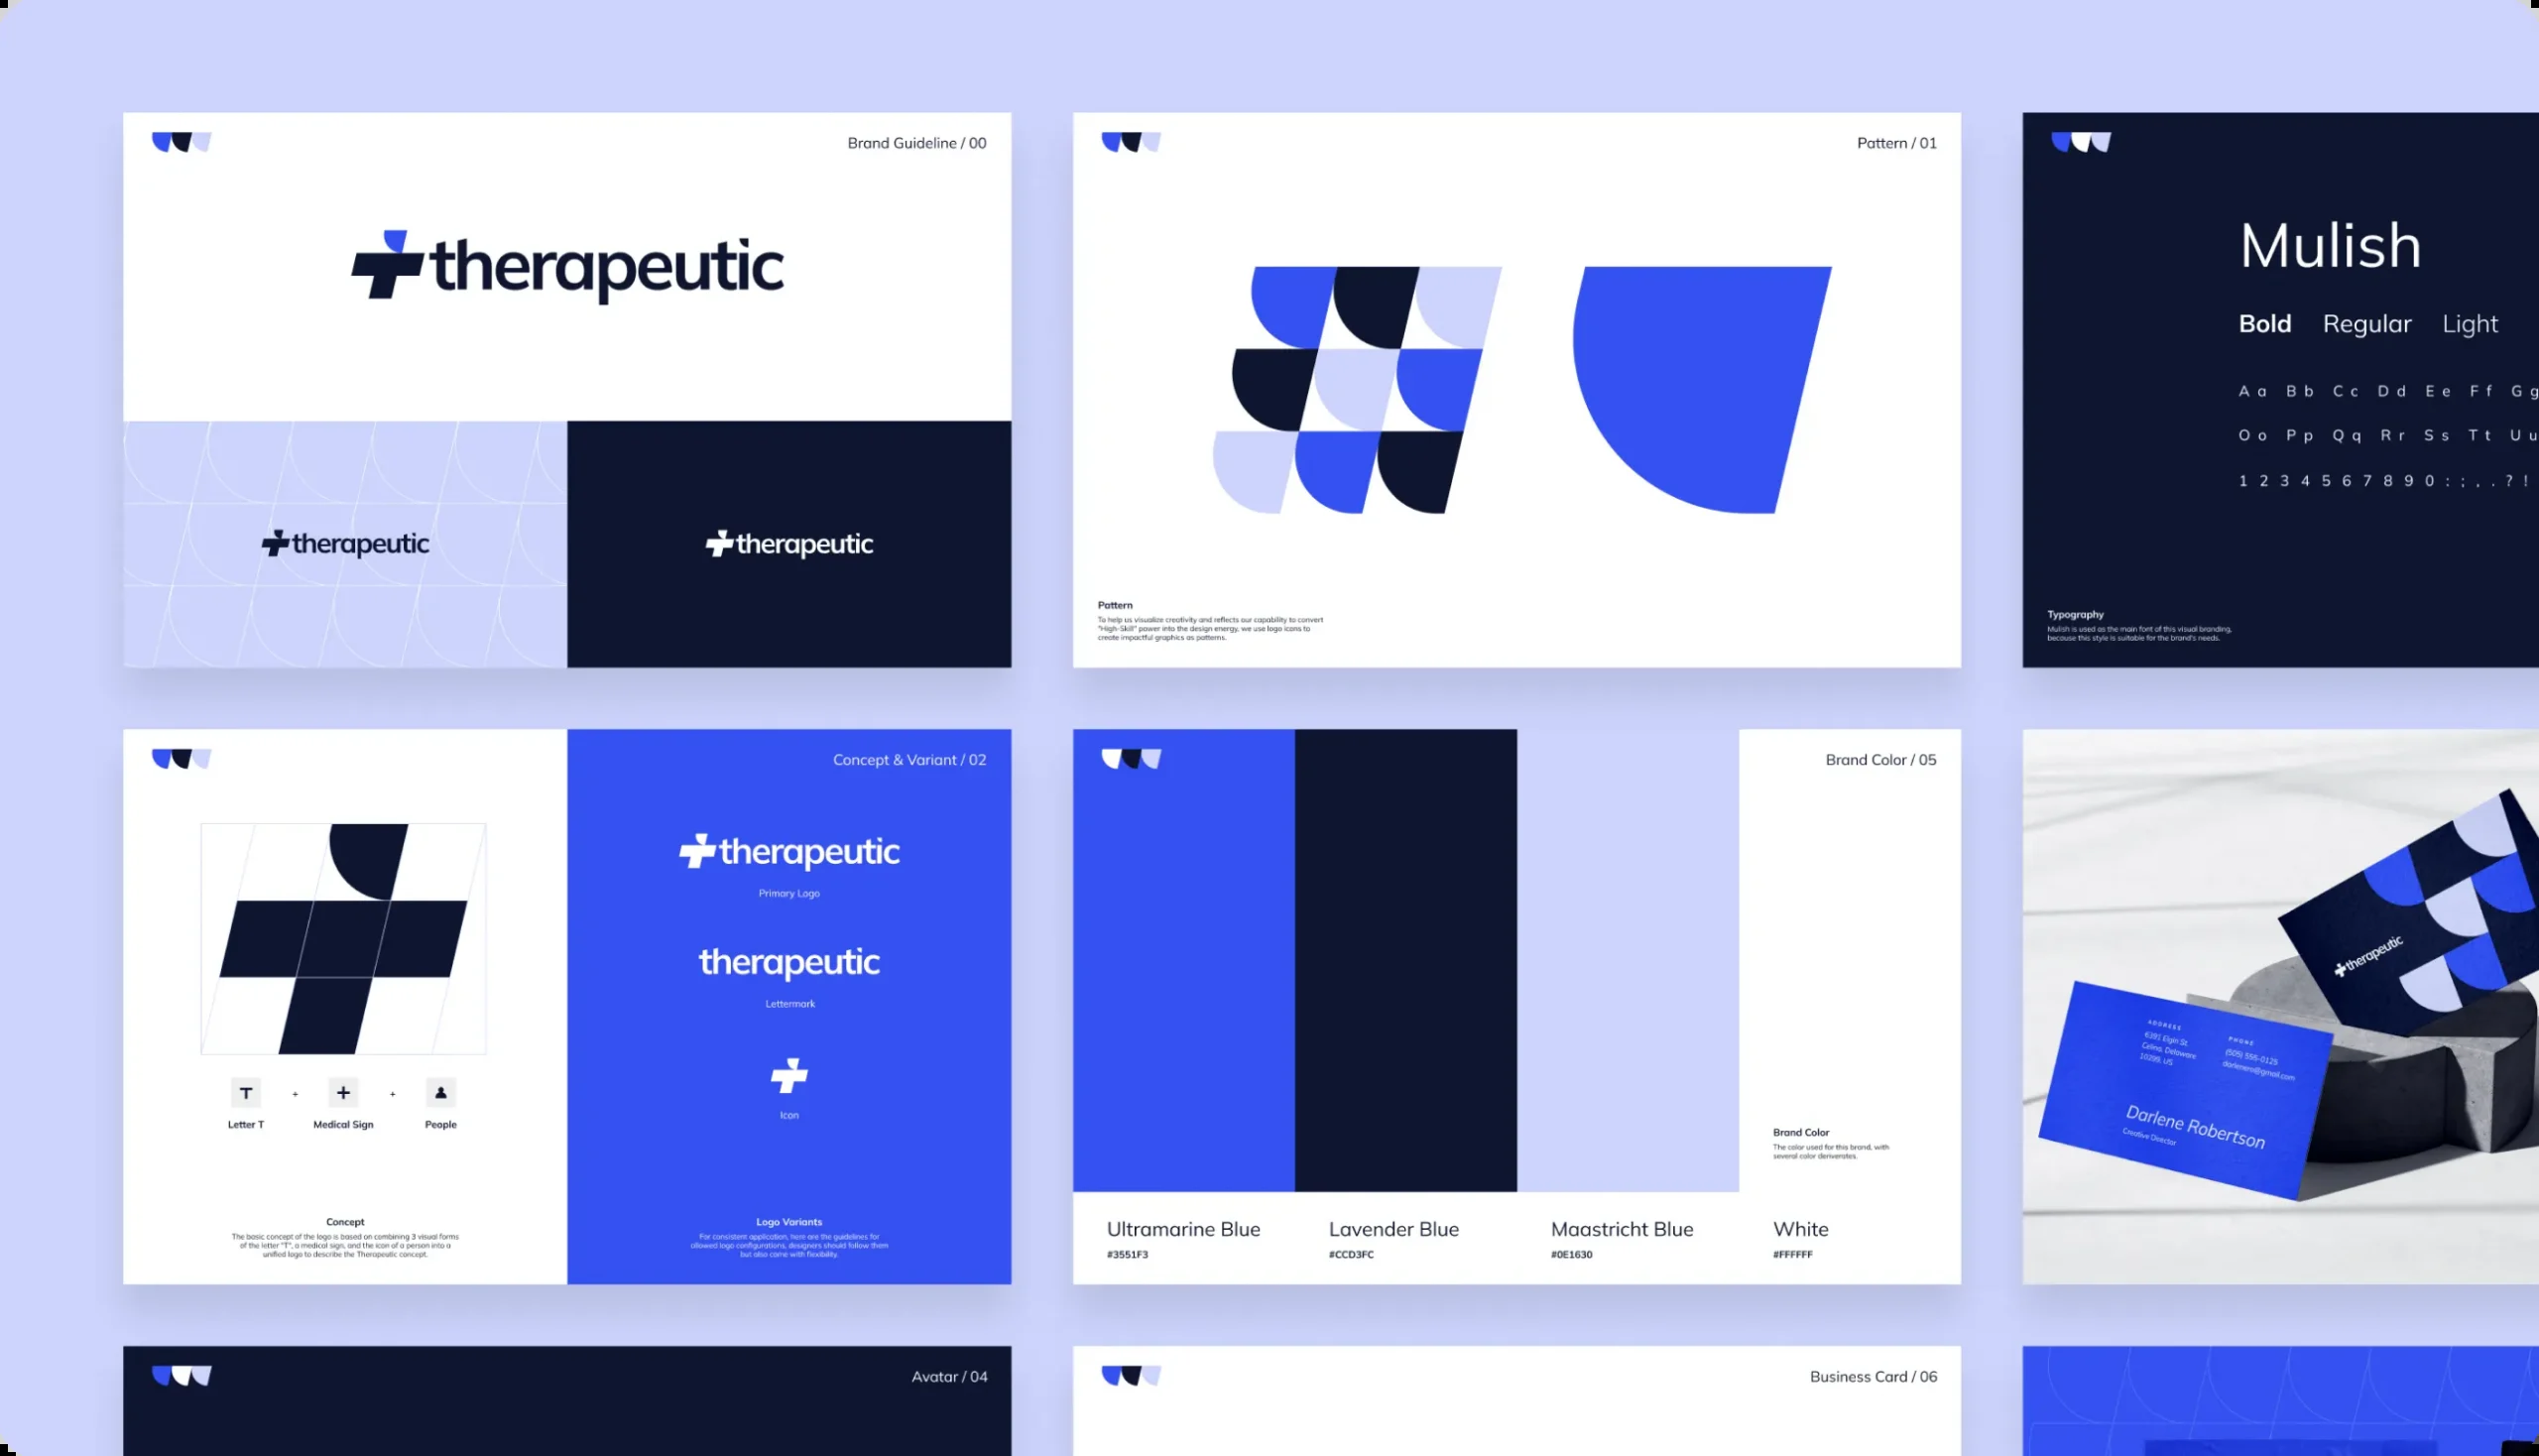 Brand Guideline / 00
therapeutic
therapeutic
therapeutic
Pattern / 01
Pattern
To help us visualize creativity and reflects our capability to convert
"High-Skill" power into the design energy, we use logo icons to
create impactful graphics as patterns.
Mulish
Bold Regular Light
A a B b C c D d E e F f G g
O o P p Q q R r S s T t U u
1 2 3 4 5 6 7 8 9 0 : ; , . ? !
Typography
Mulish is used as the main font of this visual branding,
because this style is suitable for the brand's needs.
T + + + 
Letter T Medical Sign People
Concept
The basic concept of the logo is based on combining 3 visual forms
of the letter "T", a medical sign, and the icon of a person into a
unified logo to describe the Therapeutic concept.
Concept & Variant / 02
therapeutic
Primary Logo
therapeutic
Lettermark
Icon
Logo Variants
For consistent application, here are the guidelines for
allowed logo configurations, designers should follow them
but also come with flexibility.
Brand Color / 05
Brand Color
The color used for this brand, with
several color deriverates.
Ultramarine Blue Lavender Blue Maastricht Blue White
#3551F3 #CCD3FC #0E1630 #FFFFFF
therapeutic
ADDRESS
6391 Elgin St.
Celina, Delaware
10299, US
PHONE
(505) 555-0125
darleners@gmail.com
Darlene Robertson
Creative Director
Avatar / 04
Business Card / 06